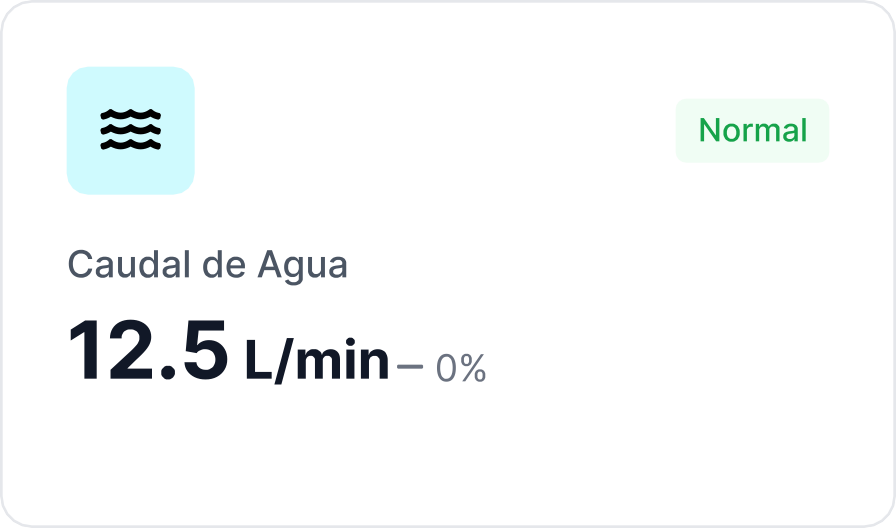 Normal
Caudal de Agua
12.5 L/min — 0%